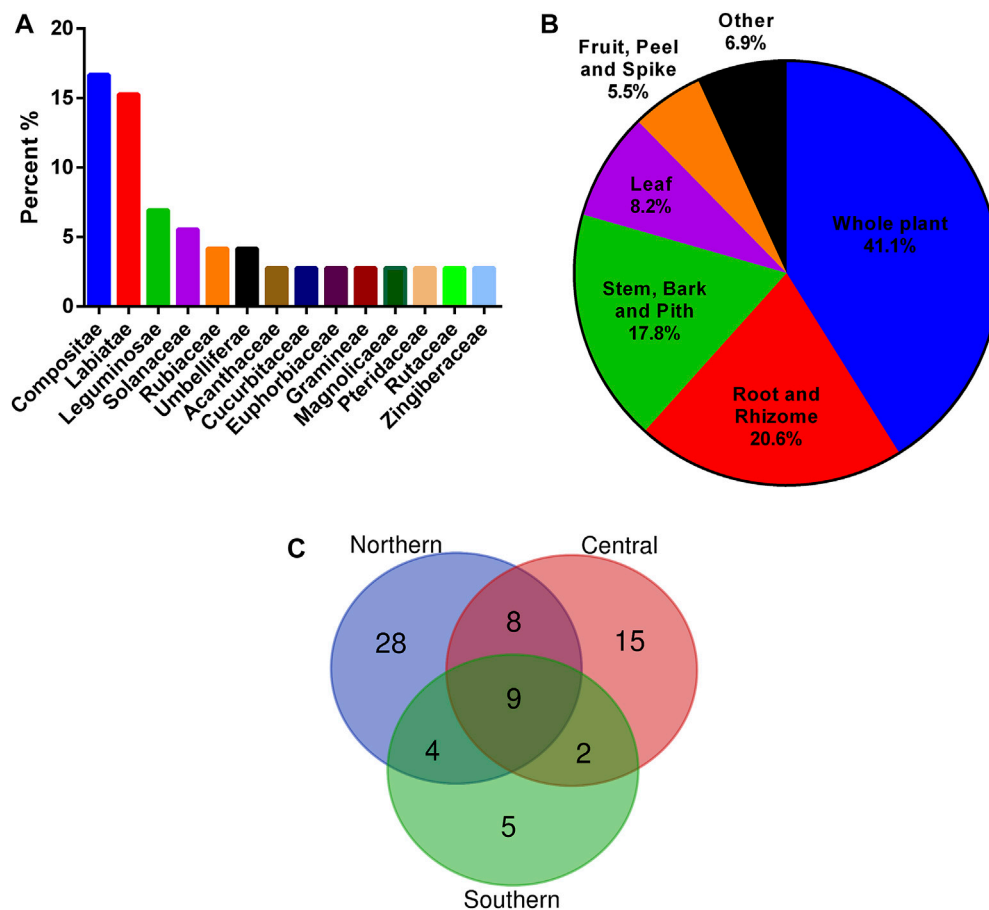 A
Percent %
20
15
10
5
0
Compositae
Labiatae
Leguminosae
Solanaceae
Rubiaceae
Umbelliferae
Acanthaceae
Cucurbitaceae
Euphorbiaceae
Gramineae
Magnolicaeae
Pteridaceae
Rutaceae
Zingiberaceae
B
Other
6.9%
Fruit, Peel
and Spike
5.5%
Leaf
8.2%
Whole plant
41.1%
Stem, Bark
and Pith
17.8%
Root and
Rhizome
20.6%
C
Northern
Central
28
8
15
9
4
2
5
Southern